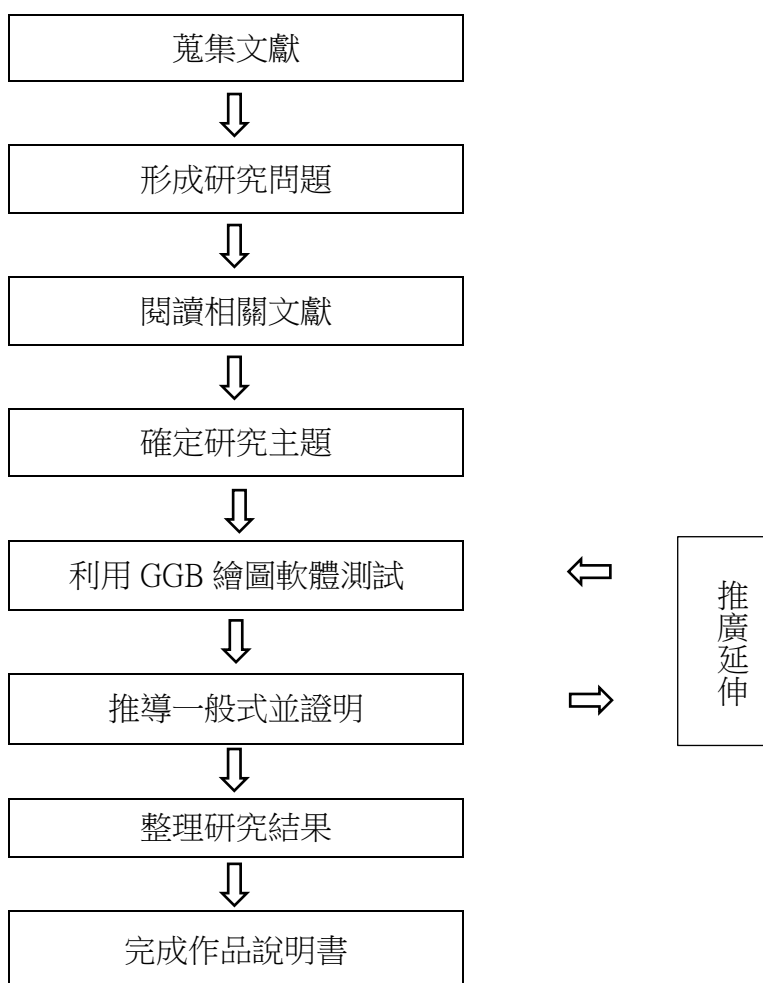 蒐集文獻
形成研究問題
閱讀相關文獻
確定研究主題
利用 GGB 繪圖軟體測試
推廣延伸
推導一般式並證明
整理研究結果
完成作品說明書